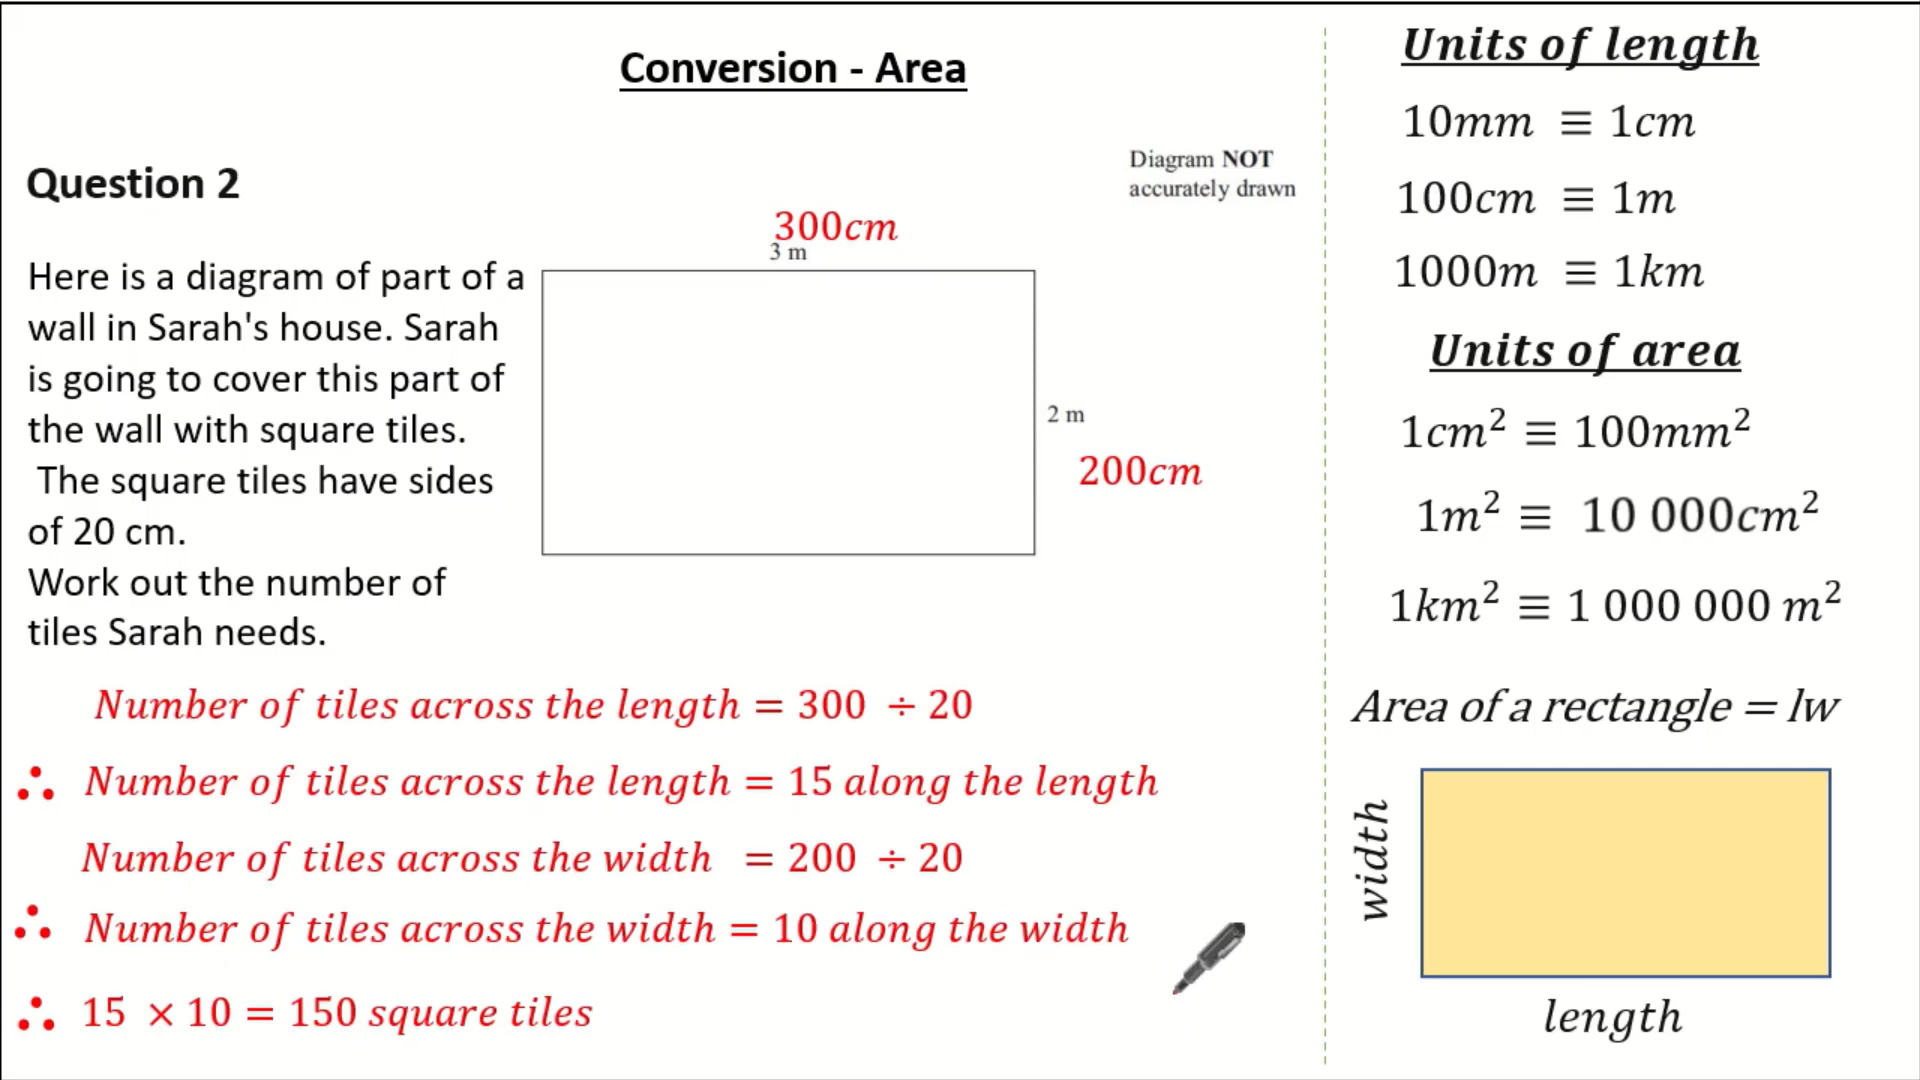 Conversion - Area
Question 2
Diagram NOT
accurately drawn
300cm
3 m
Here is a diagram of part of a
wall in Sarah's house. Sarah
is going to cover this part of
the wall with square tiles.
The square tiles have sides
of 20 cm.
Work out the number of
tiles Sarah needs.
2 m
200cm
Number of tiles across the length = 300 ÷ 20
∴ Number of tiles across the length = 15 along the length
Number of tiles across the width = 200 ÷ 20
∴ Number of tiles across the width = 10 along the width
∴ 15 × 10 = 150 square tiles
Units of length
10mm ≡ 1cm
100cm ≡ 1m
1000m ≡ 1km
Units of area
1cm² ≡ 100mm²
1m² ≡ 10 000cm²
1km² ≡ 1 000 000 m²
Area of a rectangle = lw
width
length